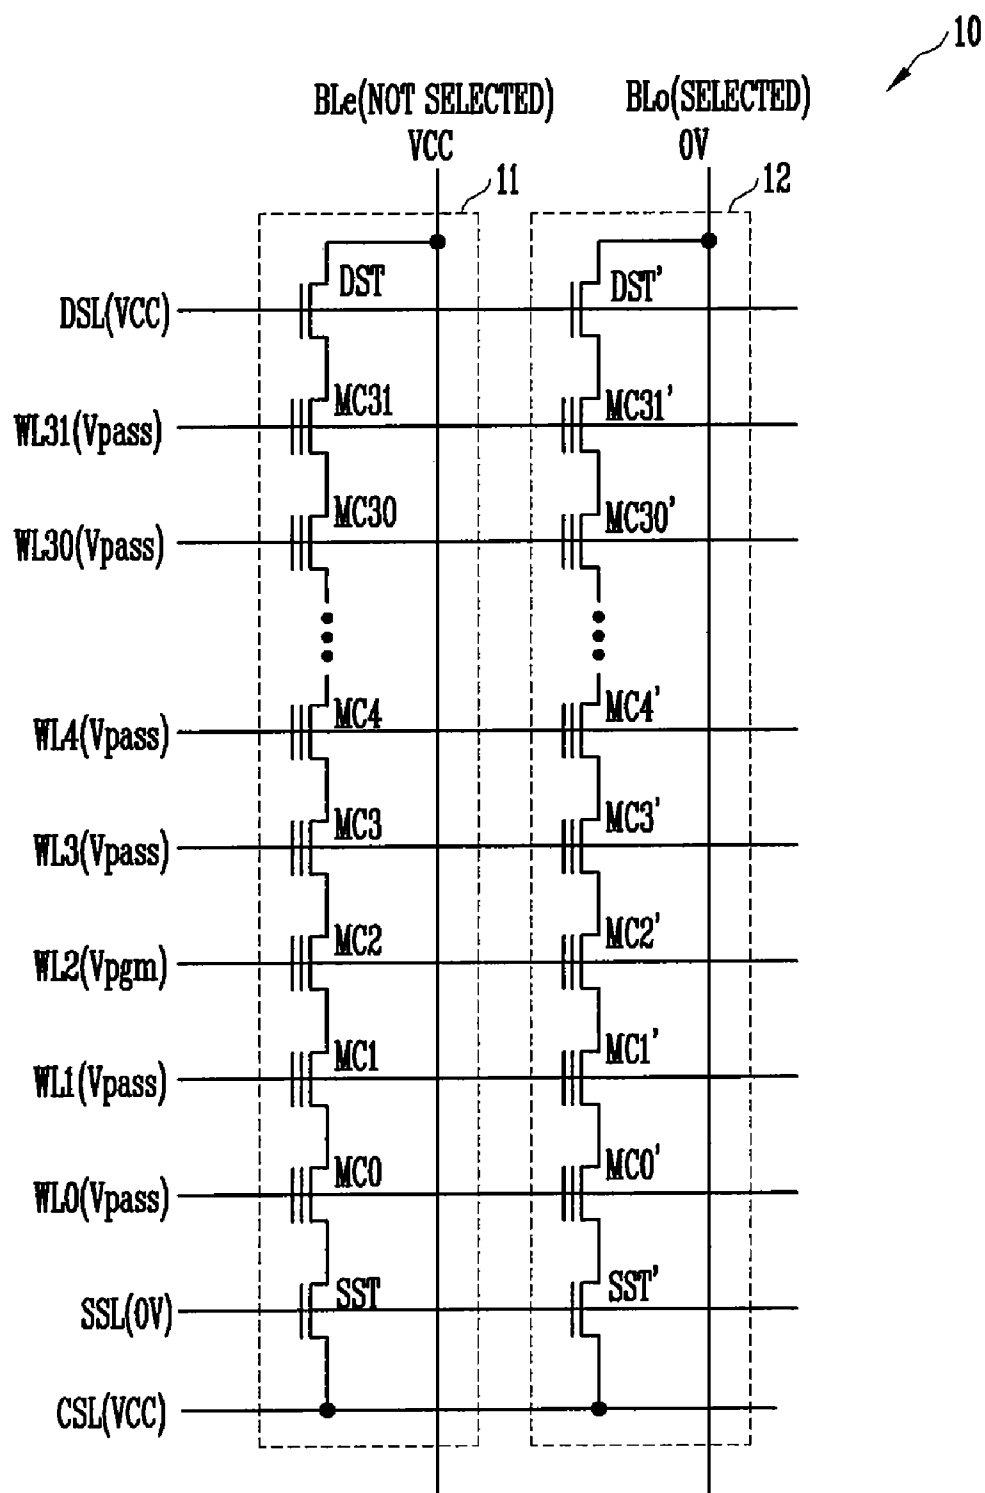 10
BLe(NOT SELECTED)
VCC
BLo(SELECTED)
0V
11
12
DSL(VCC)
DST
DST'
WL31(Vpass)
MC31
MC31'
WL30(Vpass)
MC30
MC30'
WL4(Vpass)
MC4
MC4'
WL3(Vpass)
MC3
MC3'
WL2(Vpgm)
MC2
MC2'
WL1(Vpass)
MC1
MC1'
WL0(Vpass)
MC0
MC0'
SSL(0V)
SST
SST'
CSL(VCC)